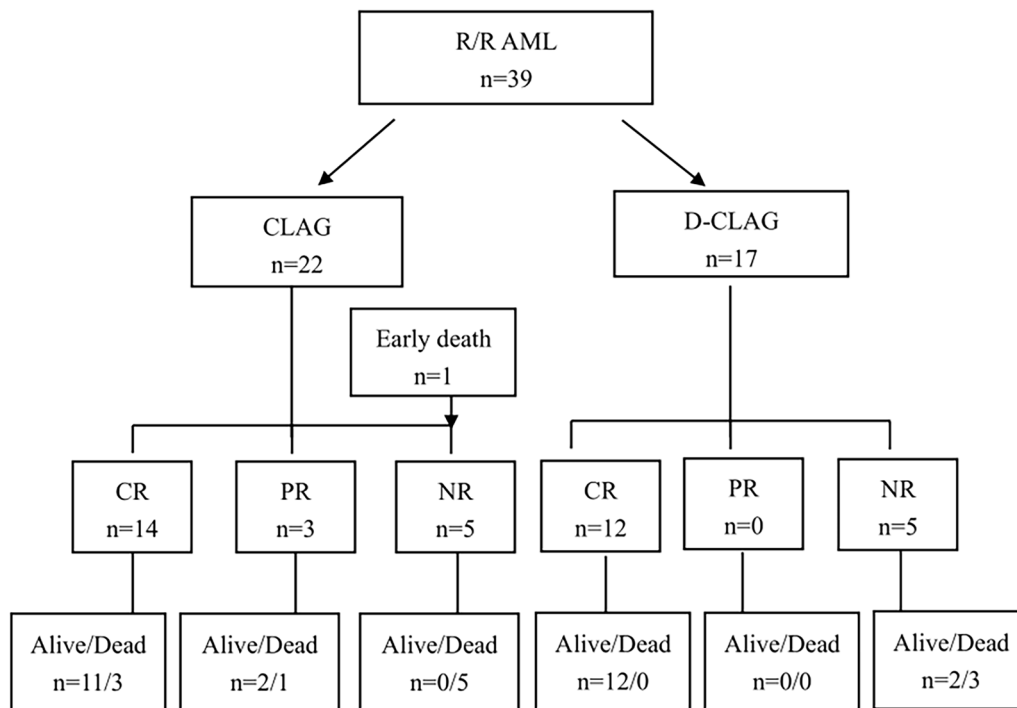 R/R AML
n=39
CLAG
n=22
D-CLAG
n=17
Early death
n=1
CR
n=14
PR
n=3
NR
n=5
CR
n=12
PR
n=0
NR
n=5
Alive/Dead
n=11/3
Alive/Dead
n=2/1
Alive/Dead
n=0/5
Alive/Dead
n=12/0
Alive/Dead
n=0/0
Alive/Dead
n=2/3